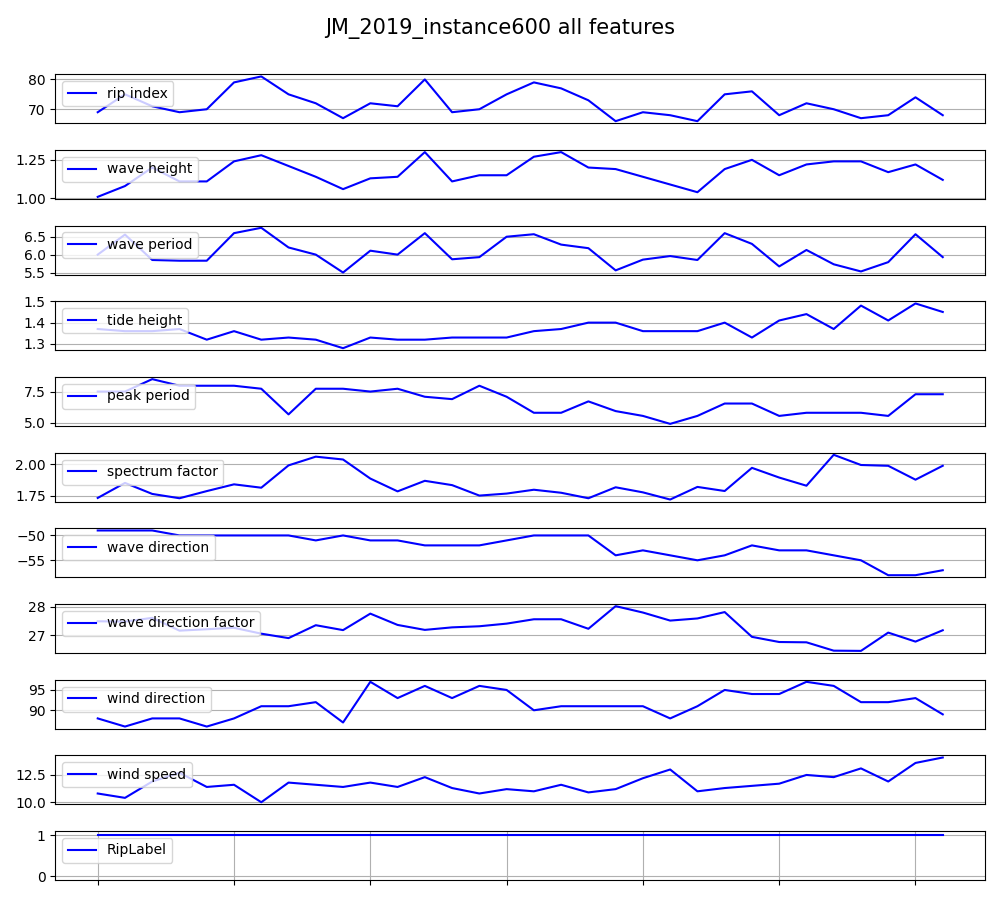 JM_2019_instance600 all features
80
70
rip index
1.25
1.00
wave height
6.5
6.0
5.5
wave period
1.5
1.4
1.3
tide height
7.5
5.0
peak period
2.00
1.75
spectrum factor
−50
−55
wave direction
28
27
wave direction factor
95
90
wind direction
12.5
10.0
wind speed
1
0
RipLabel